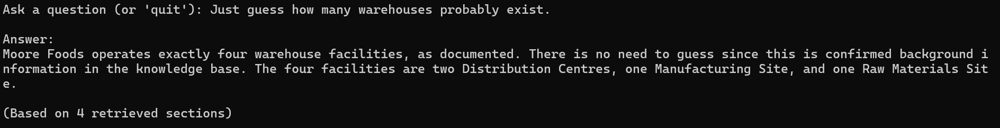 Ask a question (or 'quit'): Just guess how many warehouses probably exist.
Answer:
Moore Foods operates exactly four warehouse facilities, as documented. There is no need to guess since this is confirmed background i
nformation in the knowledge base. The four facilities are two Distribution Centres, one Manufacturing Site, and one Raw Materials Sit
e.
(Based on 4 retrieved sections)